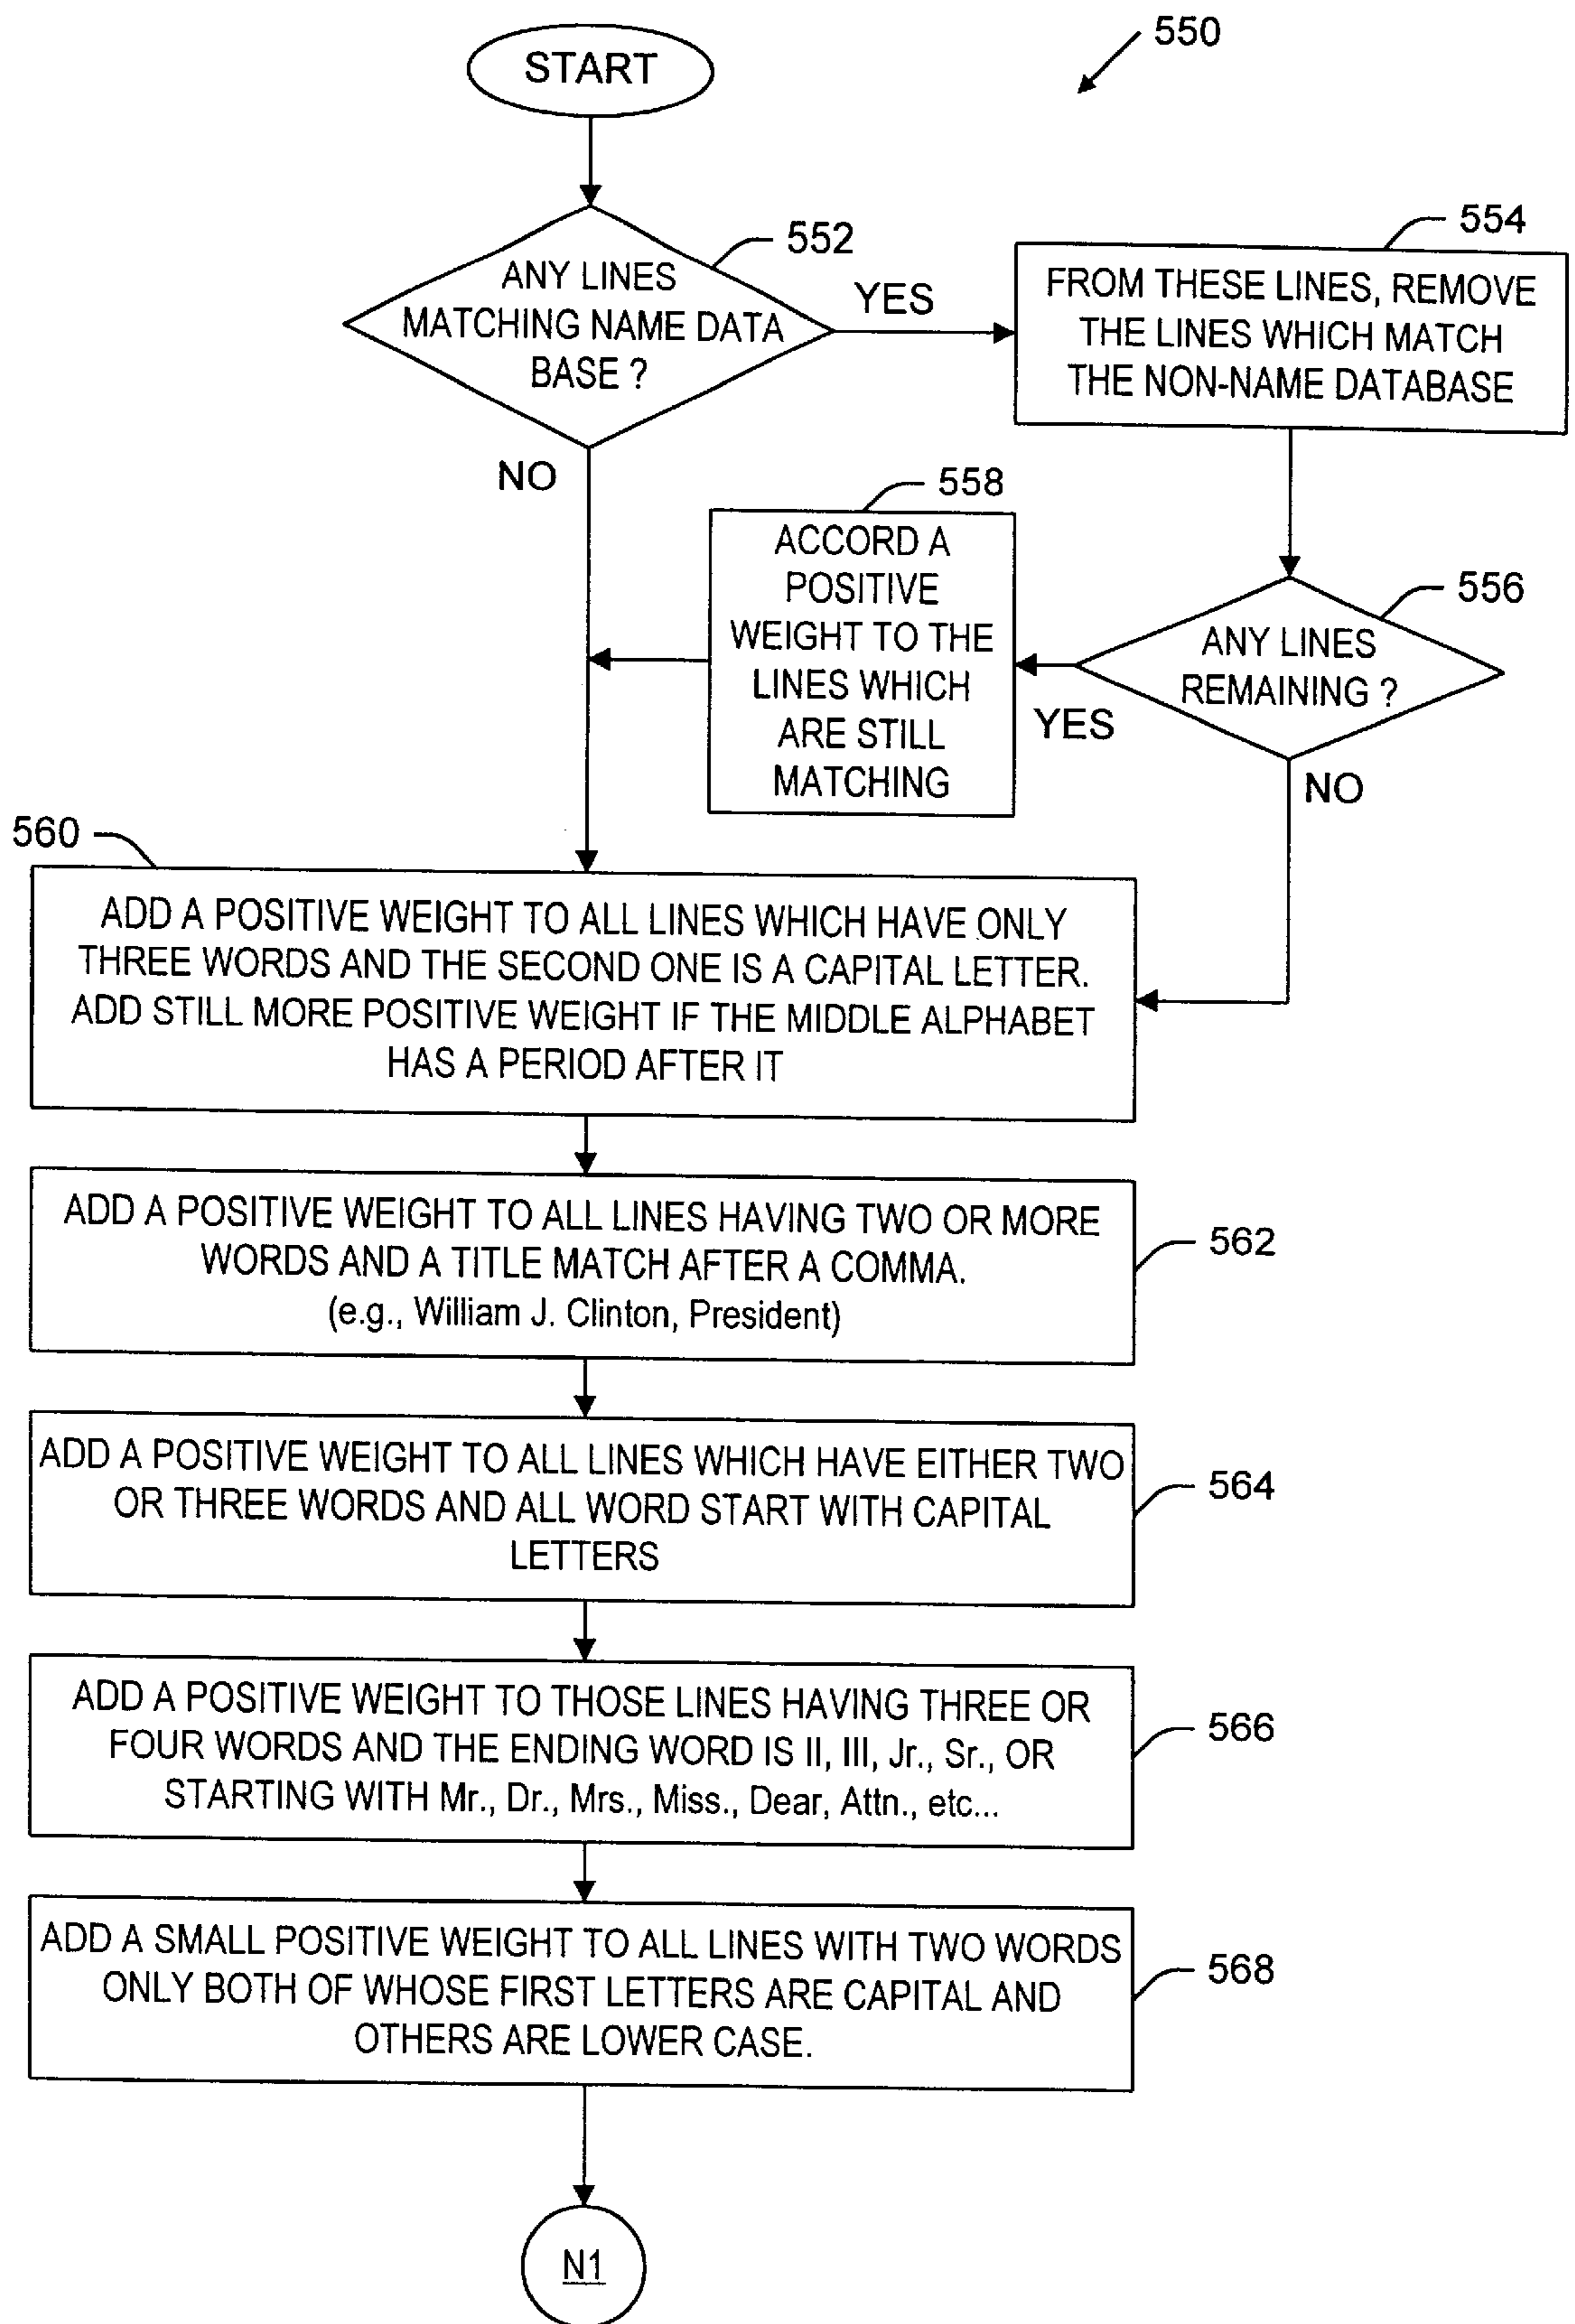 550
START
552
ANY LINES
MATCHING NAME DATA
BASE ?
YES
NO
554
FROM THESE LINES, REMOVE
THE LINES WHICH MATCH
THE NON-NAME DATABASE
556
ANY LINES
REMAINING ?
YES
NO
558
ACCORD A
POSITIVE
WEIGHT TO THE
LINES WHICH
ARE STILL
MATCHING
560
ADD A POSITIVE WEIGHT TO ALL LINES WHICH HAVE ONLY
THREE WORDS AND THE SECOND ONE IS A CAPITAL LETTER.
ADD STILL MORE POSITIVE WEIGHT IF THE MIDDLE ALPHABET
HAS A PERIOD AFTER IT
562
ADD A POSITIVE WEIGHT TO ALL LINES HAVING TWO OR MORE
WORDS AND A TITLE MATCH AFTER A COMMA.
(e.g., William J. Clinton, President)
564
ADD A POSITIVE WEIGHT TO ALL LINES WHICH HAVE EITHER TWO
OR THREE WORDS AND ALL WORD START WITH CAPITAL
LETTERS
566
ADD A POSITIVE WEIGHT TO THOSE LINES HAVING THREE OR
FOUR WORDS AND THE ENDING WORD IS II, III, Jr., Sr., OR
STARTING WITH Mr., Dr., Mrs., Miss., Dear, Attn., etc...
568
ADD A SMALL POSITIVE WEIGHT TO ALL LINES WITH TWO WORDS
ONLY BOTH OF WHOSE FIRST LETTERS ARE CAPITAL AND
OTHERS ARE LOWER CASE.
N1